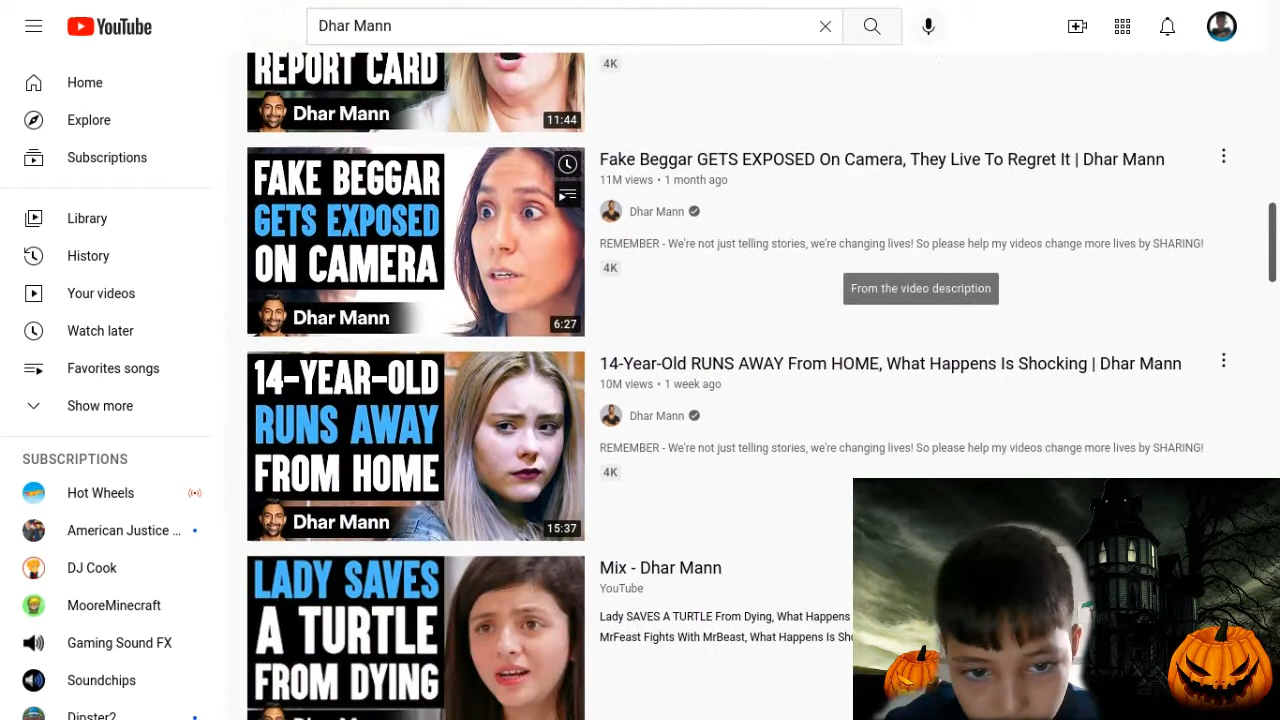 YouTube
Dhar Mann
REPORT CARD
Dhar Mann
11:44
4K
Home
Explore
Subscriptions
Library
History
Your videos
Watch later
Favorites songs
Show more
SUBSCRIPTIONS
Hot Wheels
American Justice ...
DJ Cook
MooreMinecraft
Gaming Sound FX
Soundchips
Dipster2
FAKE BEGGAR
GETS EXPOSED
ON CAMERA
Dhar Mann
6:27
Fake Beggar GETS EXPOSED On Camera, They Live To Regret It | Dhar Mann
11M views • 1 month ago
Dhar Mann
REMEMBER - We're not just telling stories, we're changing lives! So please help my videos change more lives by SHARING!
4K
From the video description
14-YEAR-OLD
RUNS AWAY
FROM HOME
Dhar Mann
15:37
14-Year-Old RUNS AWAY From HOME, What Happens Is Shocking | Dhar Mann
10M views • 1 week ago
Dhar Mann
REMEMBER - We're not just telling stories, we're changing lives! So please help my videos change more lives by SHARING!
4K
LADY SAVES
A TURTLE
FROM DYING
Mix - Dhar Mann
YouTube
Lady SAVES A TURTLE From Dying, What Happens
MrFeast Fights With MrBeast, What Happens Is Sho